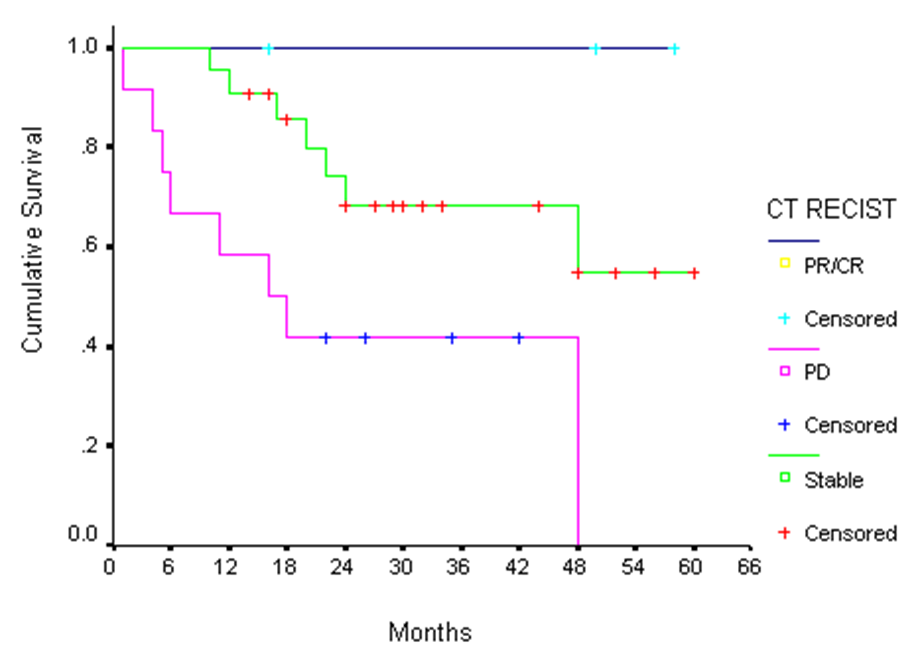 1.0
.8
.6
.4
.2
0.0
Cumulative Survival
0 6 12 18 24 30 36 42 48 54 60 66
Months
CT RECIST
PR/CR
Censored
PD
Censored
Stable
Censored